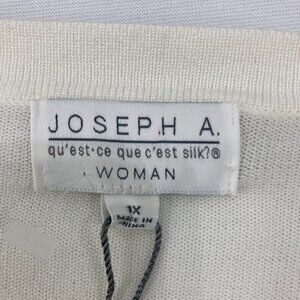 JOSEPH A.
qu'est·ce que c'est silk?®
WOMAN
1X
MADE IN
CHINA